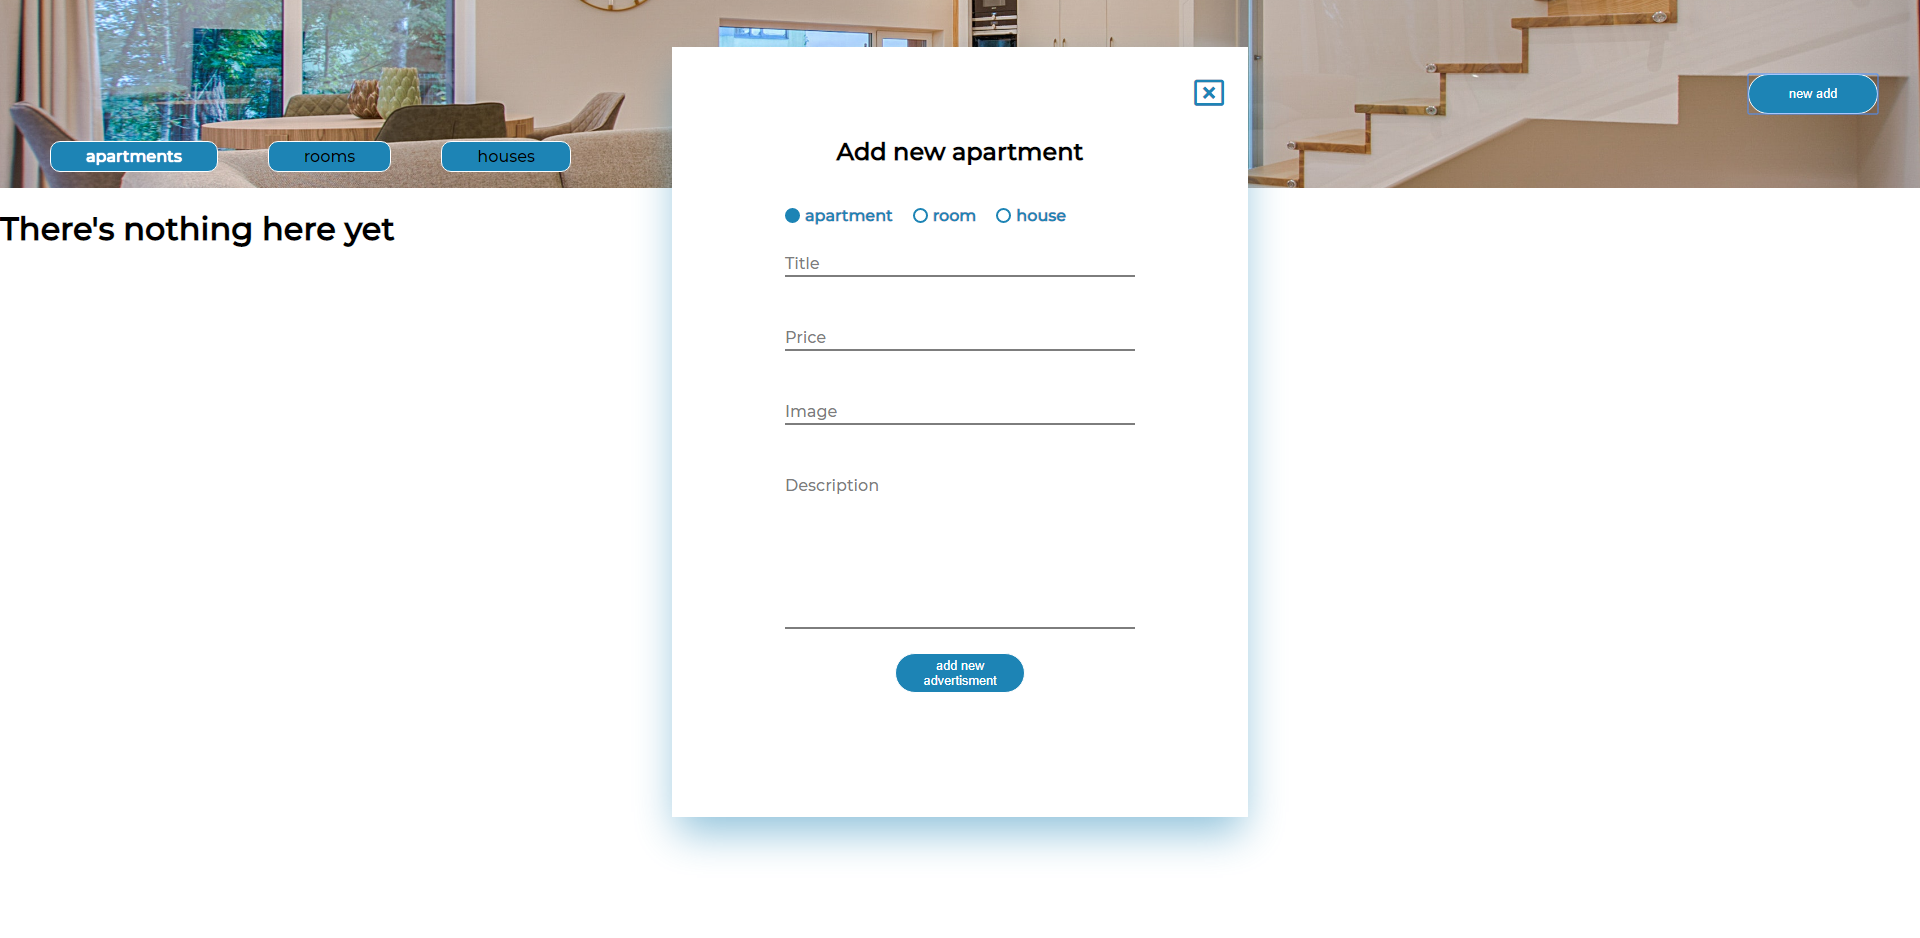 new add
apartments
rooms
houses
There's nothing here yet
Add new apartment
apartment
room
house
Title
Price
Image
Description
add new
advertisment